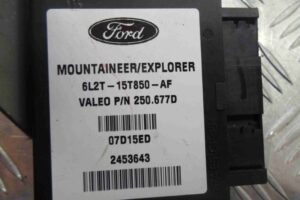 Ford
MOUNTAINEER/EXPLORER
6L2T-15T850-AF
VALEO P/N 250.677D
07D15ED
2453643